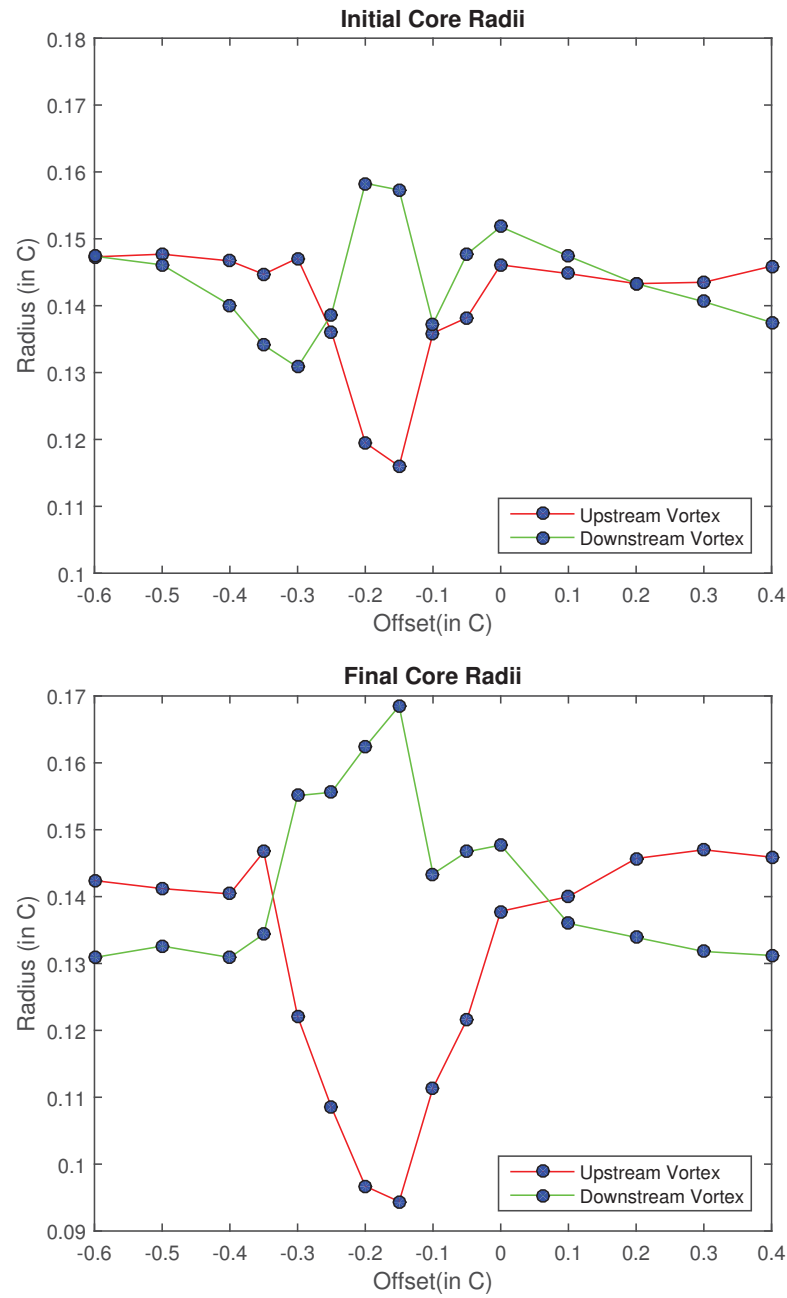 Initial Core Radii
0.18
0.17
0.16
0.15
0.14
0.13
0.12
0.11
0.1
Radius (in C)
Upstream Vortex
Downstream Vortex
-0.6 -0.5 -0.4 -0.3 -0.2 -0.1 0 0.1 0.2 0.3 0.4
Offset(in C)
Final Core Radii
0.17
0.16
0.15
0.14
0.13
0.12
0.11
0.1
0.09
Radius (in C)
Upstream Vortex
Downstream Vortex
-0.6 -0.5 -0.4 -0.3 -0.2 -0.1 0 0.1 0.2 0.3 0.4
Offset(in C)